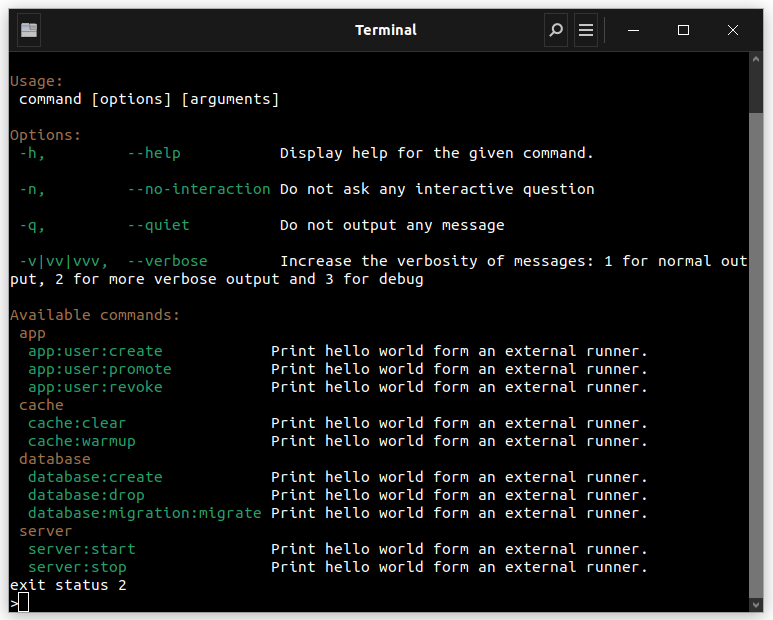 Terminal
Usage:
command [options] [arguments]
Options:
-h, --help Display help for the given command.
-n, --no-interaction Do not ask any interactive question
-q, --quiet Do not output any message
-v|vv|vvv, --verbose Increase the verbosity of messages: 1 for normal out
put, 2 for more verbose output and 3 for debug
Available commands:
app
app:user:create Print hello world form an external runner.
app:user:promote Print hello world form an external runner.
app:user:revoke Print hello world form an external runner.
cache
cache:clear Print hello world form an external runner.
cache:warmup Print hello world form an external runner.
database
database:create Print hello world form an external runner.
database:drop Print hello world form an external runner.
database:migration:migrate Print hello world form an external runner.
server
server:start Print hello world form an external runner.
server:stop Print hello world form an external runner.
exit status 2
>